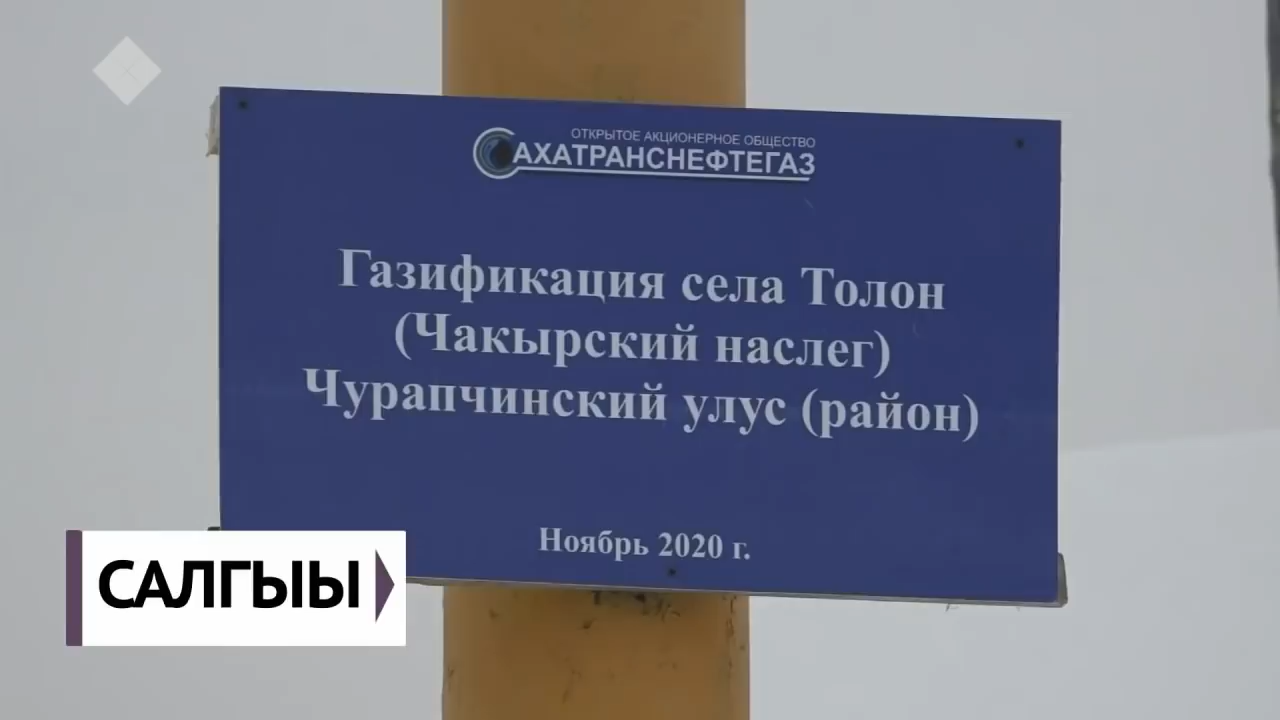 ОТКРЫТОЕ АКЦИОНЕРНОЕ ОБЩЕСТВО
САХАТРАНСНЕФТЕГАЗ
Газификация села Толон
(Чакырский наслег)
Чурапчинский улус (район)
Ноябрь 2020 г.
САЛГЫЫ